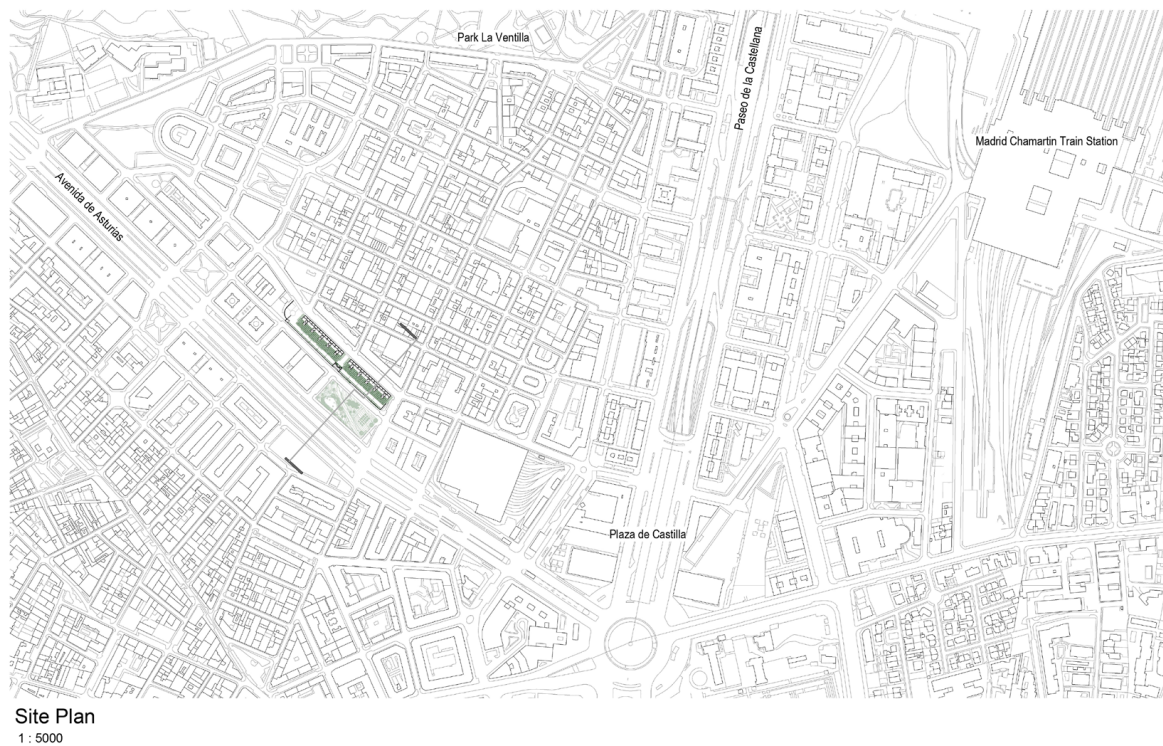 Park La Ventilla
Paseo de la Castellana
Madrid Chamartin Train Station
Avenida de Asturias
Plaza de Castilla
Site Plan
1 : 5000